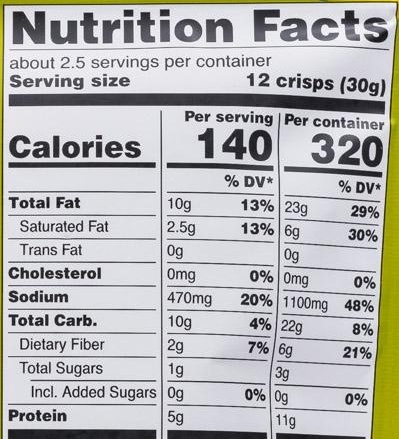 Nutrition Facts
about 2.5 servings per container
Serving size 12 crisps (30g)
Per serving Per container
Calories 140 320
% DV* % DV*
Total Fat 10g 13% 23g 29%
Saturated Fat 2.5g 13% 6g 30%
Trans Fat 0g 0g
Cholesterol 0mg 0% 0mg 0%
Sodium 470mg 20% 1100mg 48%
Total Carb. 10g 4% 22g 8%
Dietary Fiber 2g 7% 6g 21%
Total Sugars 1g 3g
Incl. Added Sugars 0g 0% 0g 0%
Protein 5g 11g